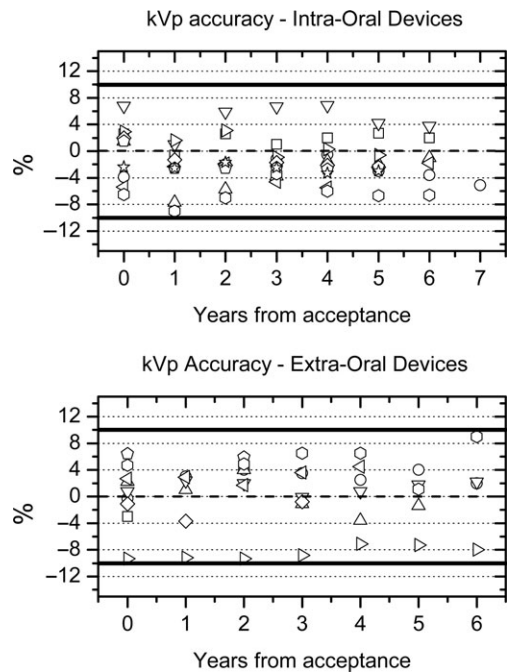 kVp accuracy - Intra-Oral Devices
12
8
4
0
−4
−8
−12
%
0 1 2 3 4 5 6 7
Years from acceptance
kVp Accuracy - Extra-Oral Devices
12
8
4
0
−4
−8
−12
%
0 1 2 3 4 5 6
Years from acceptance